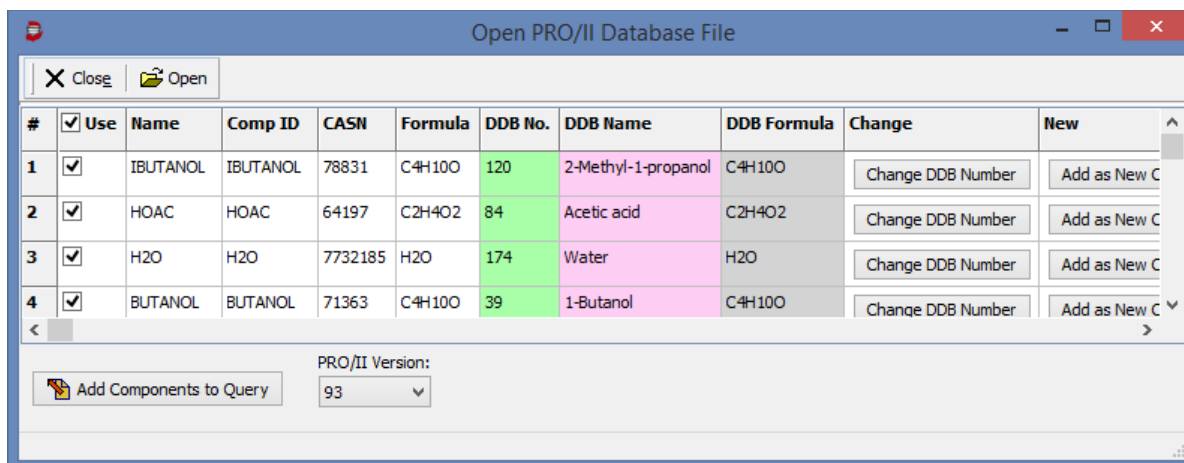 Open PRO/II Database File
Close Open
# Use Name Comp ID CASN Formula DDB No. DDB Name DDB Formula Change New
1 IBUTANOL IBUTANOL 78831 C4H10O 120 2-Methyl-1-propanol C4H10O Change DDB Number Add as New C
2 HOAC HOAC 64197 C2H4O2 84 Acetic acid C2H4O2 Change DDB Number Add as New C
3 H2O H2O 7732185 H2O 174 Water H2O Change DDB Number Add as New C
4 BUTANOL BUTANOL 71363 C4H10O 39 1-Butanol C4H10O Change DDB Number Add as New C
PRO/II Version:
Add Components to Query 93